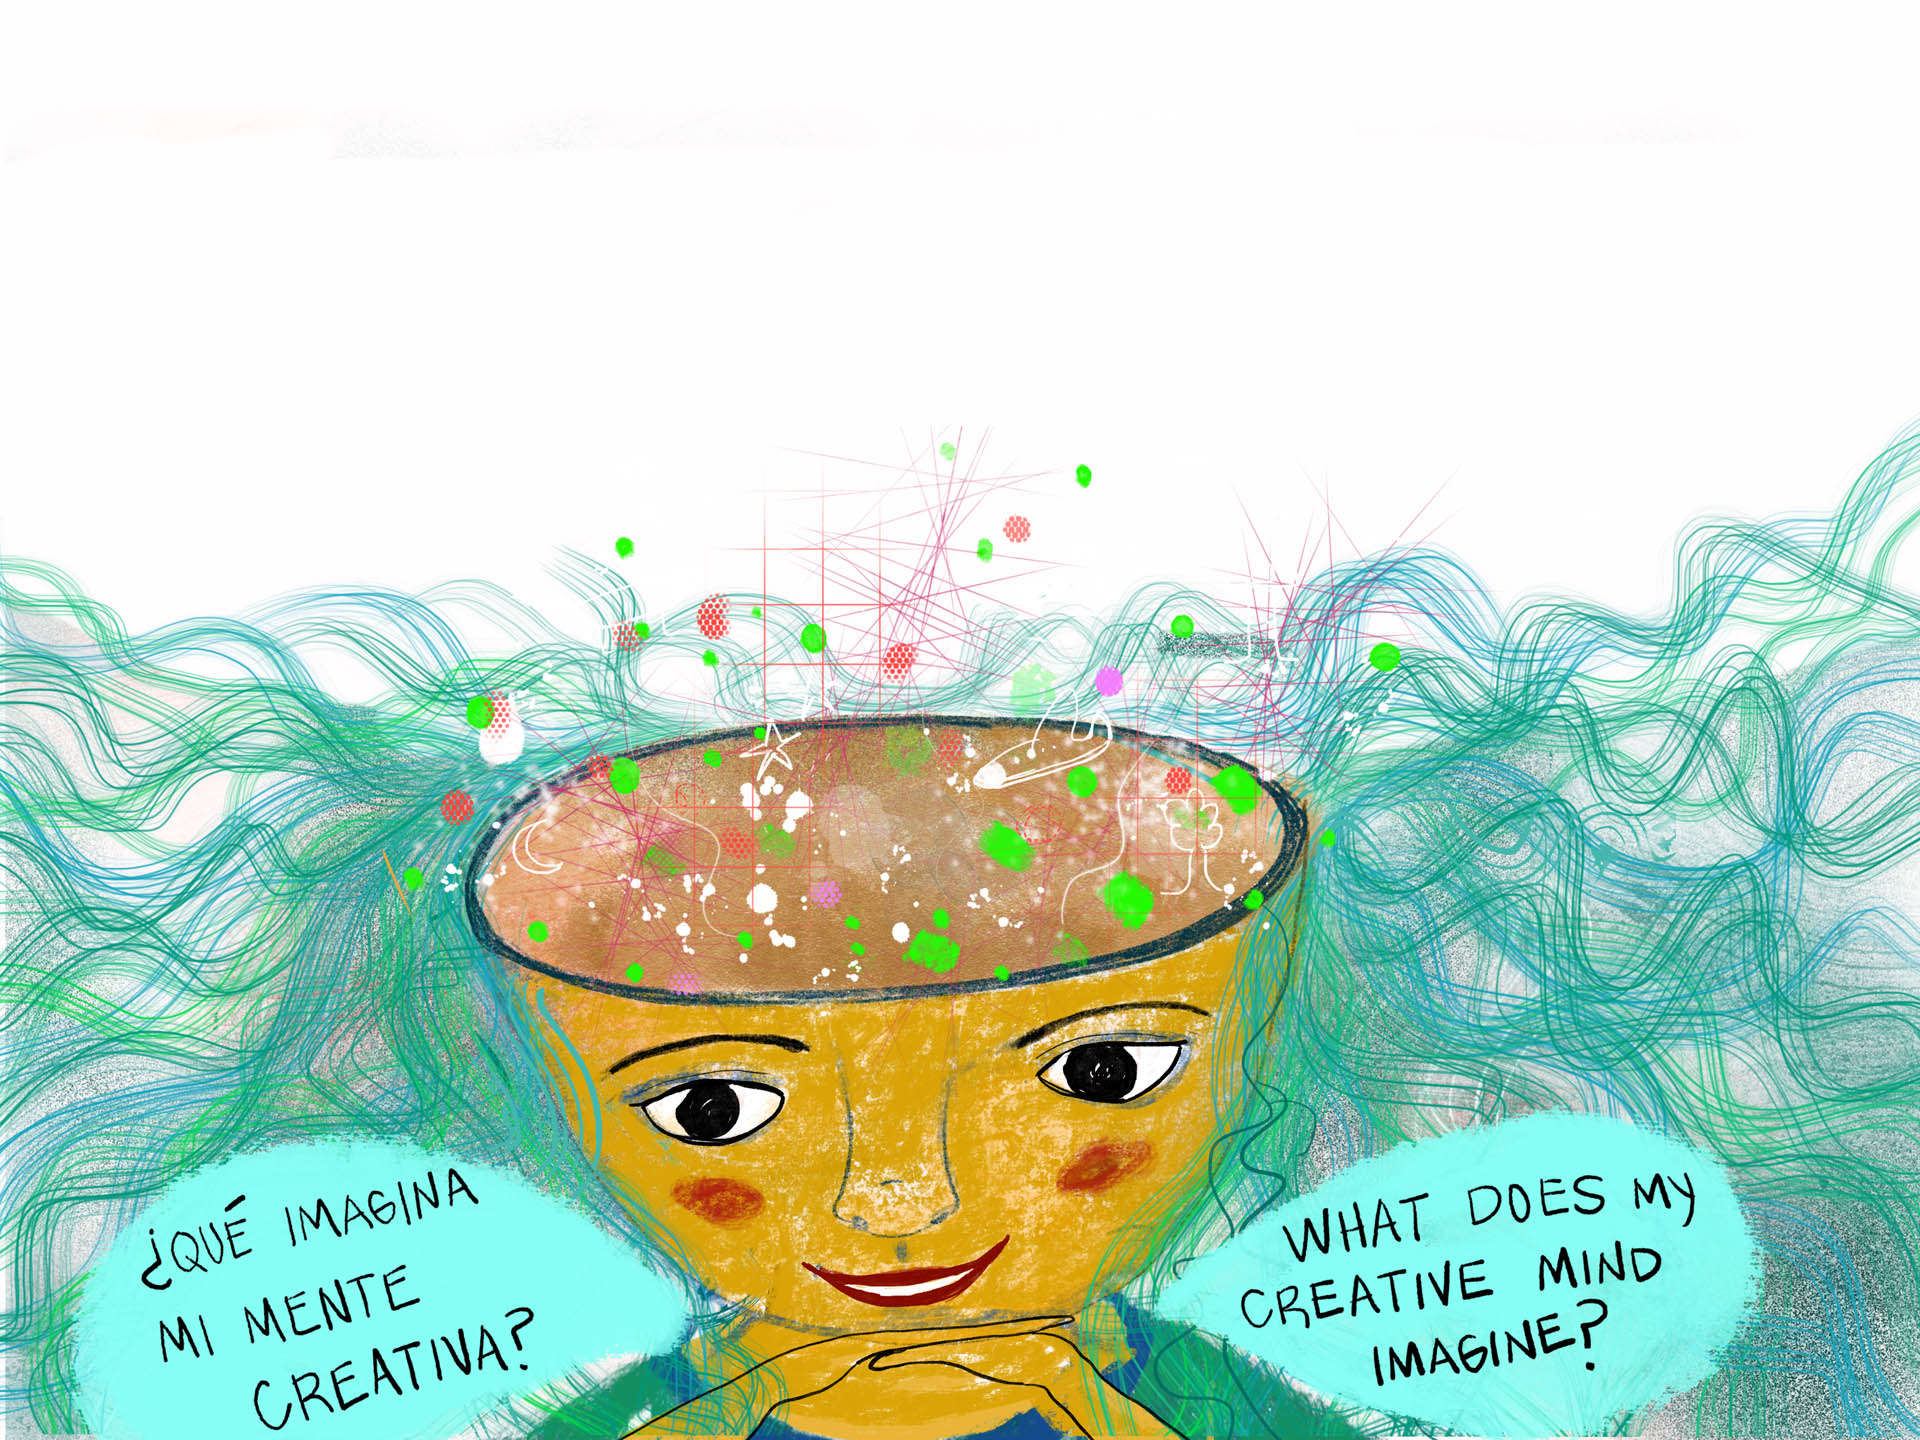 ¿QUÉ IMAGINA
MI MENTE
CREATIVA?
WHAT DOES MY
CREATIVE MIND
IMAGINE?